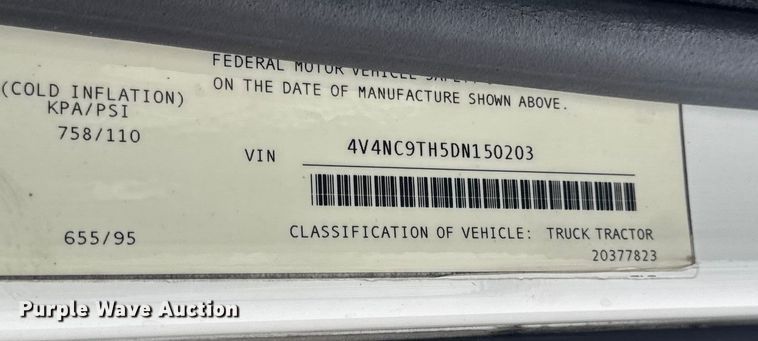 FEDERAL MOTOR VEHICLE
ON THE DATE OF MANUFACTURE SHOWN ABOVE.
(COLD INFLATION)
KPA/PSI
758/110
VIN 4V4NC9TH5DN150203
655/95
CLASSIFICATION OF VEHICLE: TRUCK TRACTOR
20377823
Purple Wave Auction